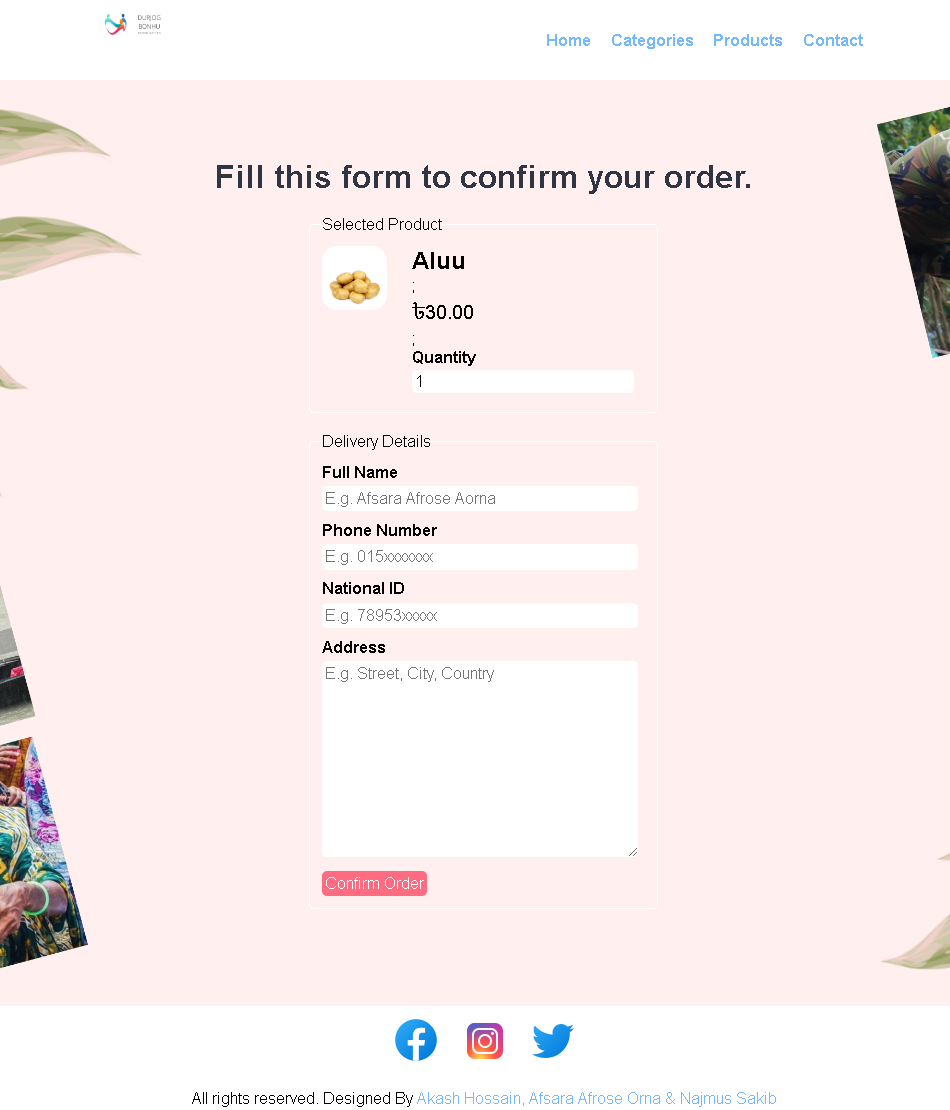 DURJOG
BONHU
Home Categories Products Contact
Fill this form to confirm your order.
Selected Product
Aluu
;
৳30.00
;
Quantity
1
Delivery Details
Full Name
E.g. Afsara Afrose Aorna
Phone Number
E.g. 015xxxxxxx
National ID
E.g. 78953xxxxx
Address
E.g. Street, City, Country
Confirm Order
All rights reserved. Designed By Akash Hossain, Afsara Afrose Orna & Najmus Sakib